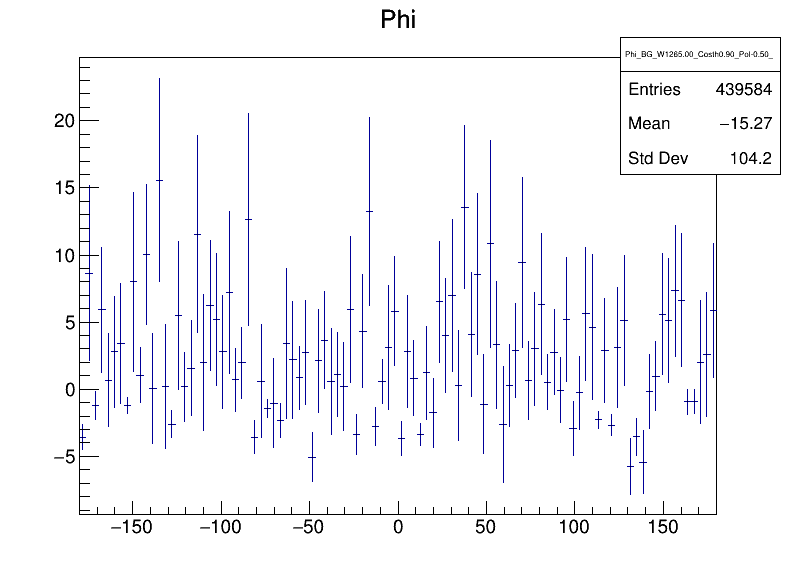 Phi
Phi_BG_W1265.00_Costh0.90_Pol-0.50_
Entries 439584
Mean −15.27
Std Dev 104.2
20
15
10
5
0
−5
−150 −100 −50 0 50 100 150